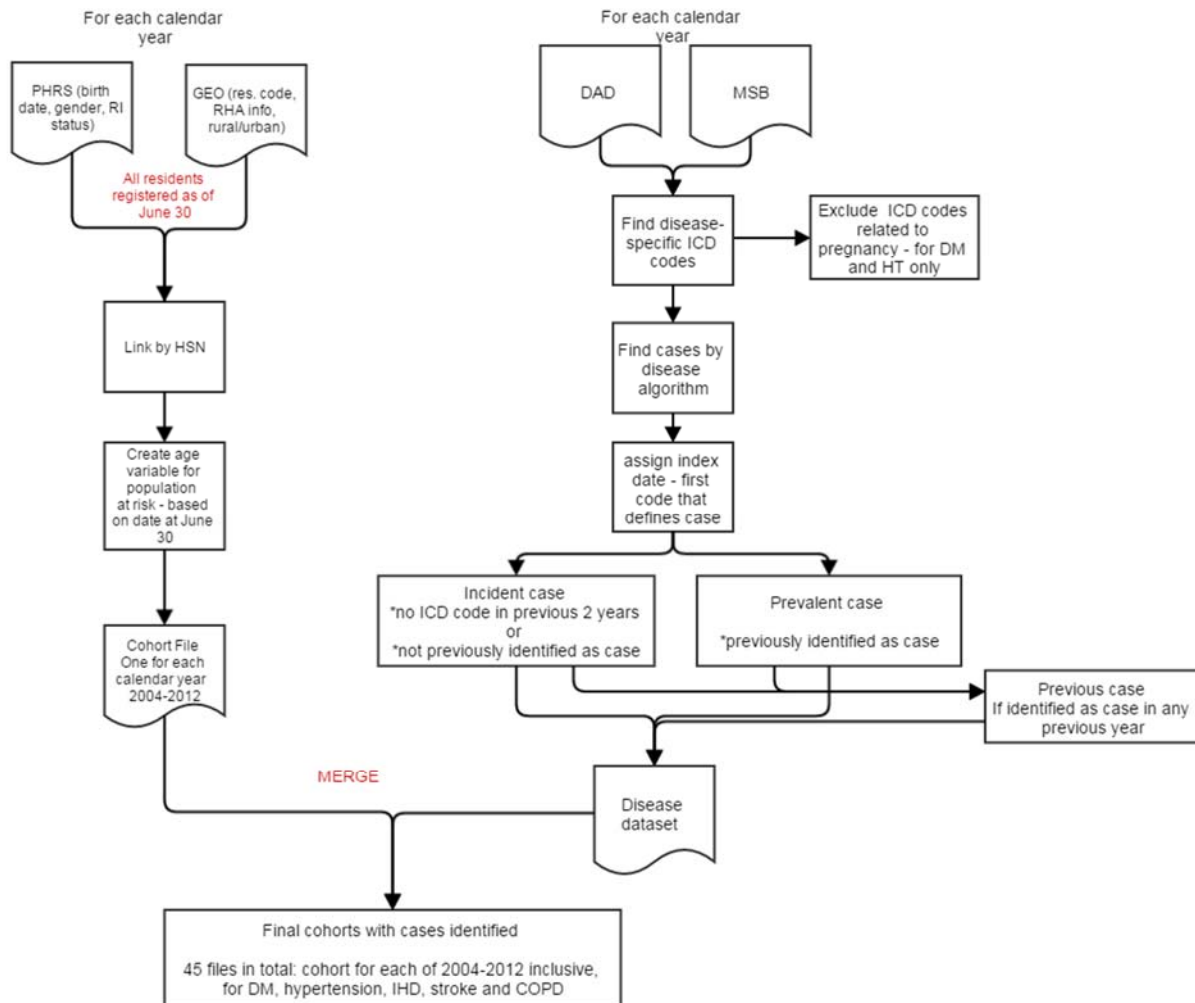 For each calendar
year
PHRS (birth
date, gender, RI
status)
GEO (res. code,
RHA info,
rural/urban)
All residents
registered as of
June 30
Link by HSN
Create age
variable for
population
at risk - based
on date at June
30
Cohort File
One for each
calendar year
2004-2012
For each calendar
year
DAD
MSB
Find disease-
specific ICD
codes
Exclude ICD codes
related to
pregnancy - for DM
and HT only
Find cases by
disease
algorithm
assign index
date - first
code that
defines case
Incident case
*no ICD code in previous 2 years
or
*not previously identified as case
Prevalent case
*previously identified as case
Previous case
If identified as case in any
previous year
MERGE
Disease
dataset
Final cohorts with cases identified
45 files in total: cohort for each of 2004-2012 inclusive,
for DM, hypertension, IHD, stroke and COPD